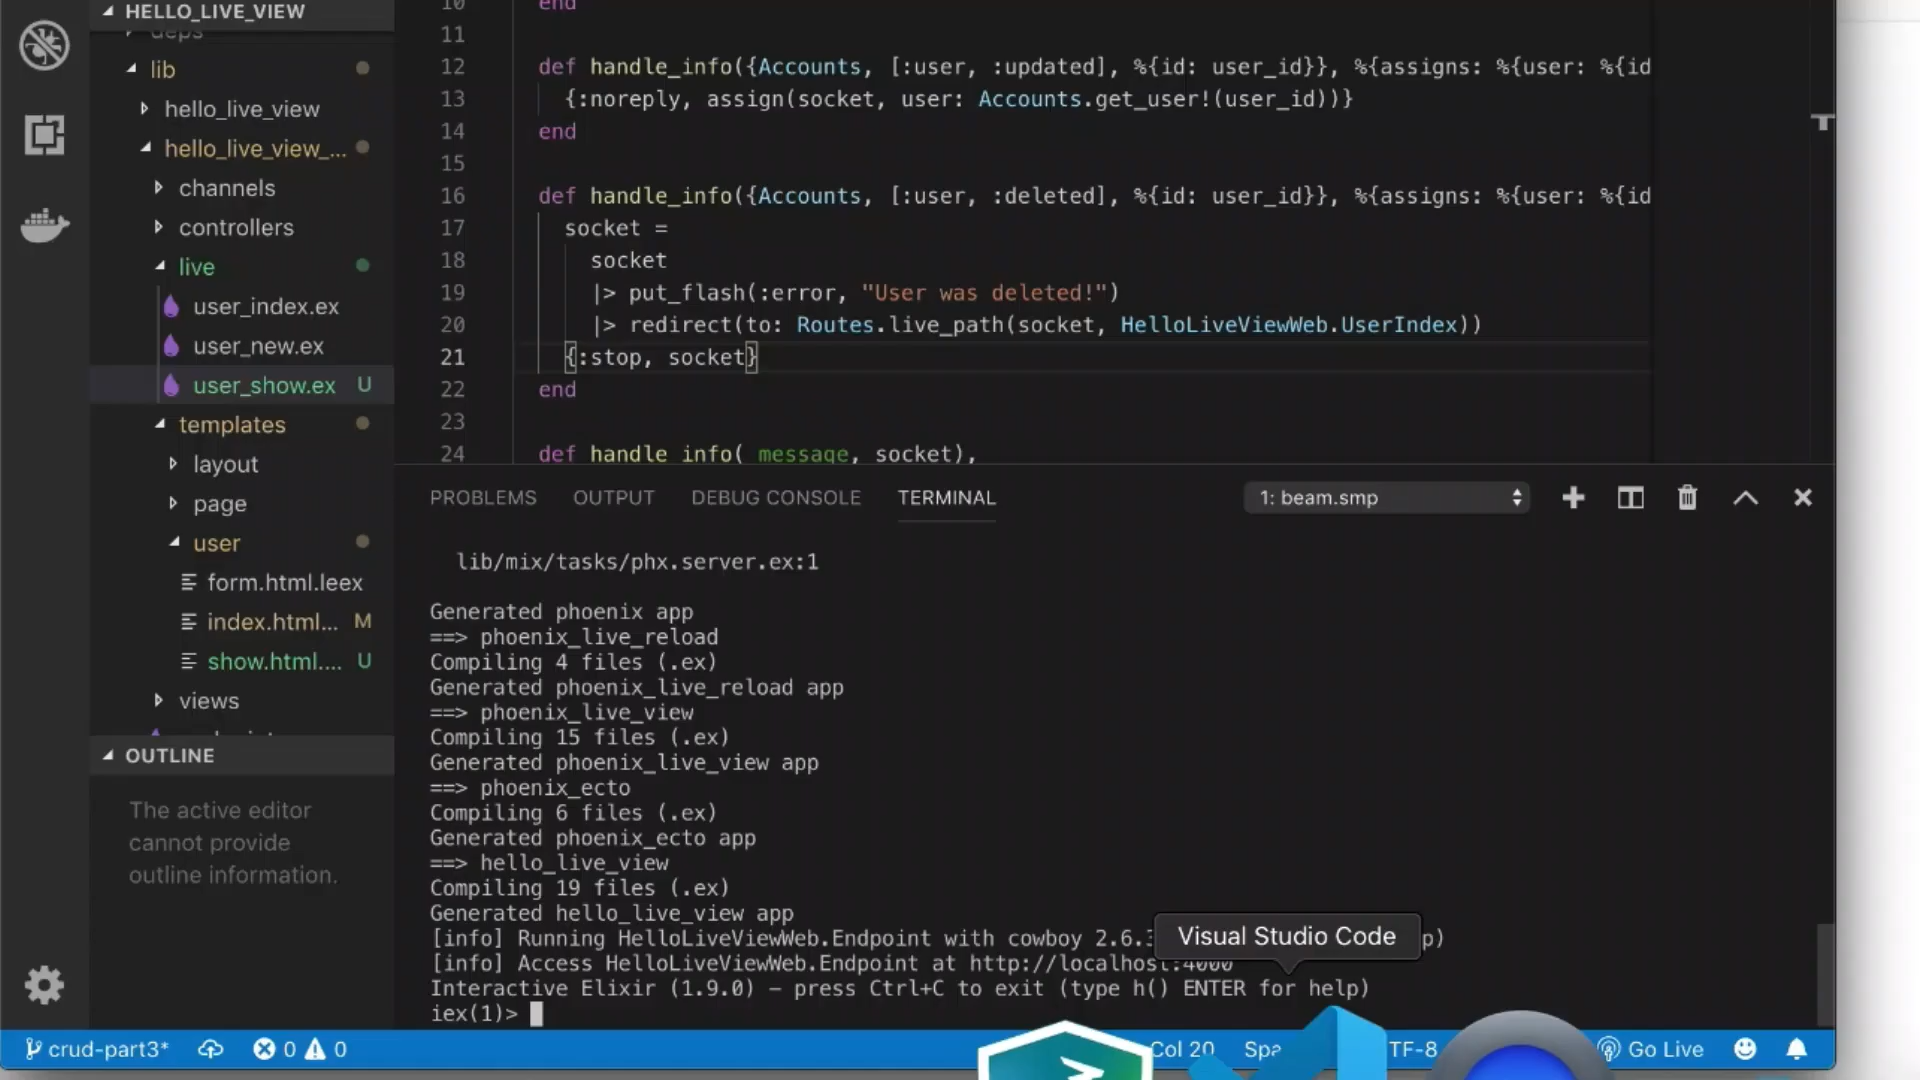 HELLO_LIVE_VIEW
deps
lib
hello_live_view
hello_live_view_...
channels
controllers
live
user_index.ex
user_new.ex
user_show.ex U
templates
layout
page
user
form.html.leex
index.html... M
show.html.... U
views
OUTLINE
The active editor
cannot provide
outline information.
10 end
11
12 def handle_info({Accounts, [:user, :updated], %{id: user_id}}, %{assigns: %{user: %{id
13 {:noreply, assign(socket, user: Accounts.get_user!(user_id))}
14 end
15
16 def handle_info({Accounts, [:user, :deleted], %{id: user_id}}, %{assigns: %{user: %{id
17 socket =
18 socket
19 |> put_flash(:error, "User was deleted!")
20 |> redirect(to: Routes.live_path(socket, HelloLiveViewWeb.UserIndex))
21 {:stop, socket}
22 end
23
24 def handle_info(_message, socket),
PROBLEMS OUTPUT DEBUG CONSOLE TERMINAL 1: beam.smp
lib/mix/tasks/phx.server.ex:1
Generated phoenix app
==> phoenix_live_reload
Compiling 4 files (.ex)
Generated phoenix_live_reload app
==> phoenix_live_view
Compiling 15 files (.ex)
Generated phoenix_live_view app
==> phoenix_ecto
Compiling 6 files (.ex)
Generated phoenix_ecto app
==> hello_live_view
Compiling 19 files (.ex)
Generated hello_live_view app
[info] Running HelloLiveViewWeb.Endpoint with cowboy 2.6.3 p)
Visual Studio Code
[info] Access HelloLiveViewWeb.Endpoint at http://localhost:4000
Interactive Elixir (1.9.0) - press Ctrl+C to exit (type h() ENTER for help)
iex(1)>
crud-part3* 0 0 Col 20 Spa TF-8 Go Live